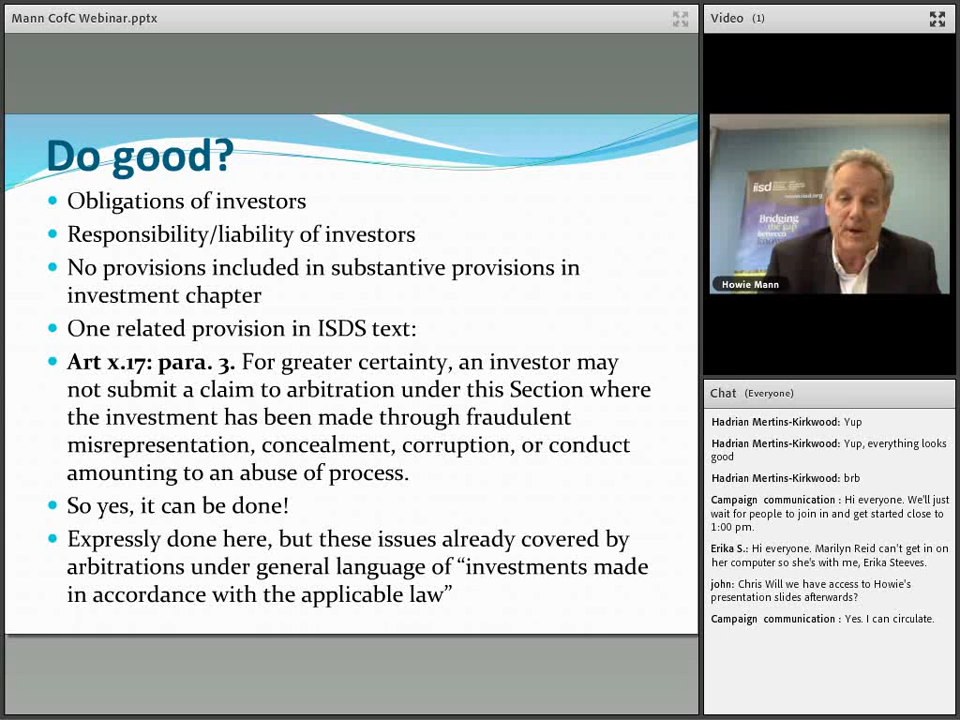 Mann CofC Webinar.pptx
Do good?
• Obligations of investors
• Responsibility/liability of investors
• No provisions included in substantive provisions in
investment chapter
• One related provision in ISDS text:
• Art x.17: para. 3. For greater certainty, an investor may
not submit a claim to arbitration under this Section where
the investment has been made through fraudulent
misrepresentation, concealment, corruption, or conduct
amounting to an abuse of process.
• So yes, it can be done!
• Expressly done here, but these issues already covered by
arbitrations under general language of “investments made
in accordance with the applicable law”
Video (1)
iisd
Bridging
the gap
between
Howie Mann
Chat (Everyone)
Hadrian Mertins-Kirkwood: Yup
Hadrian Mertins-Kirkwood: Yup, everything looks
good
Hadrian Mertins-Kirkwood: brb
Campaign communication : Hi everyone. We'll just
wait for people to join in and get started close to
1:00 pm.
Erika S.: Hi everyone. Marilyn Reid can't get in on
her computer so she's with me, Erika Steeves.
john: Chris Will we have access to Howie's
presentation slides afterwards?
Campaign communication : Yes. I can circulate.